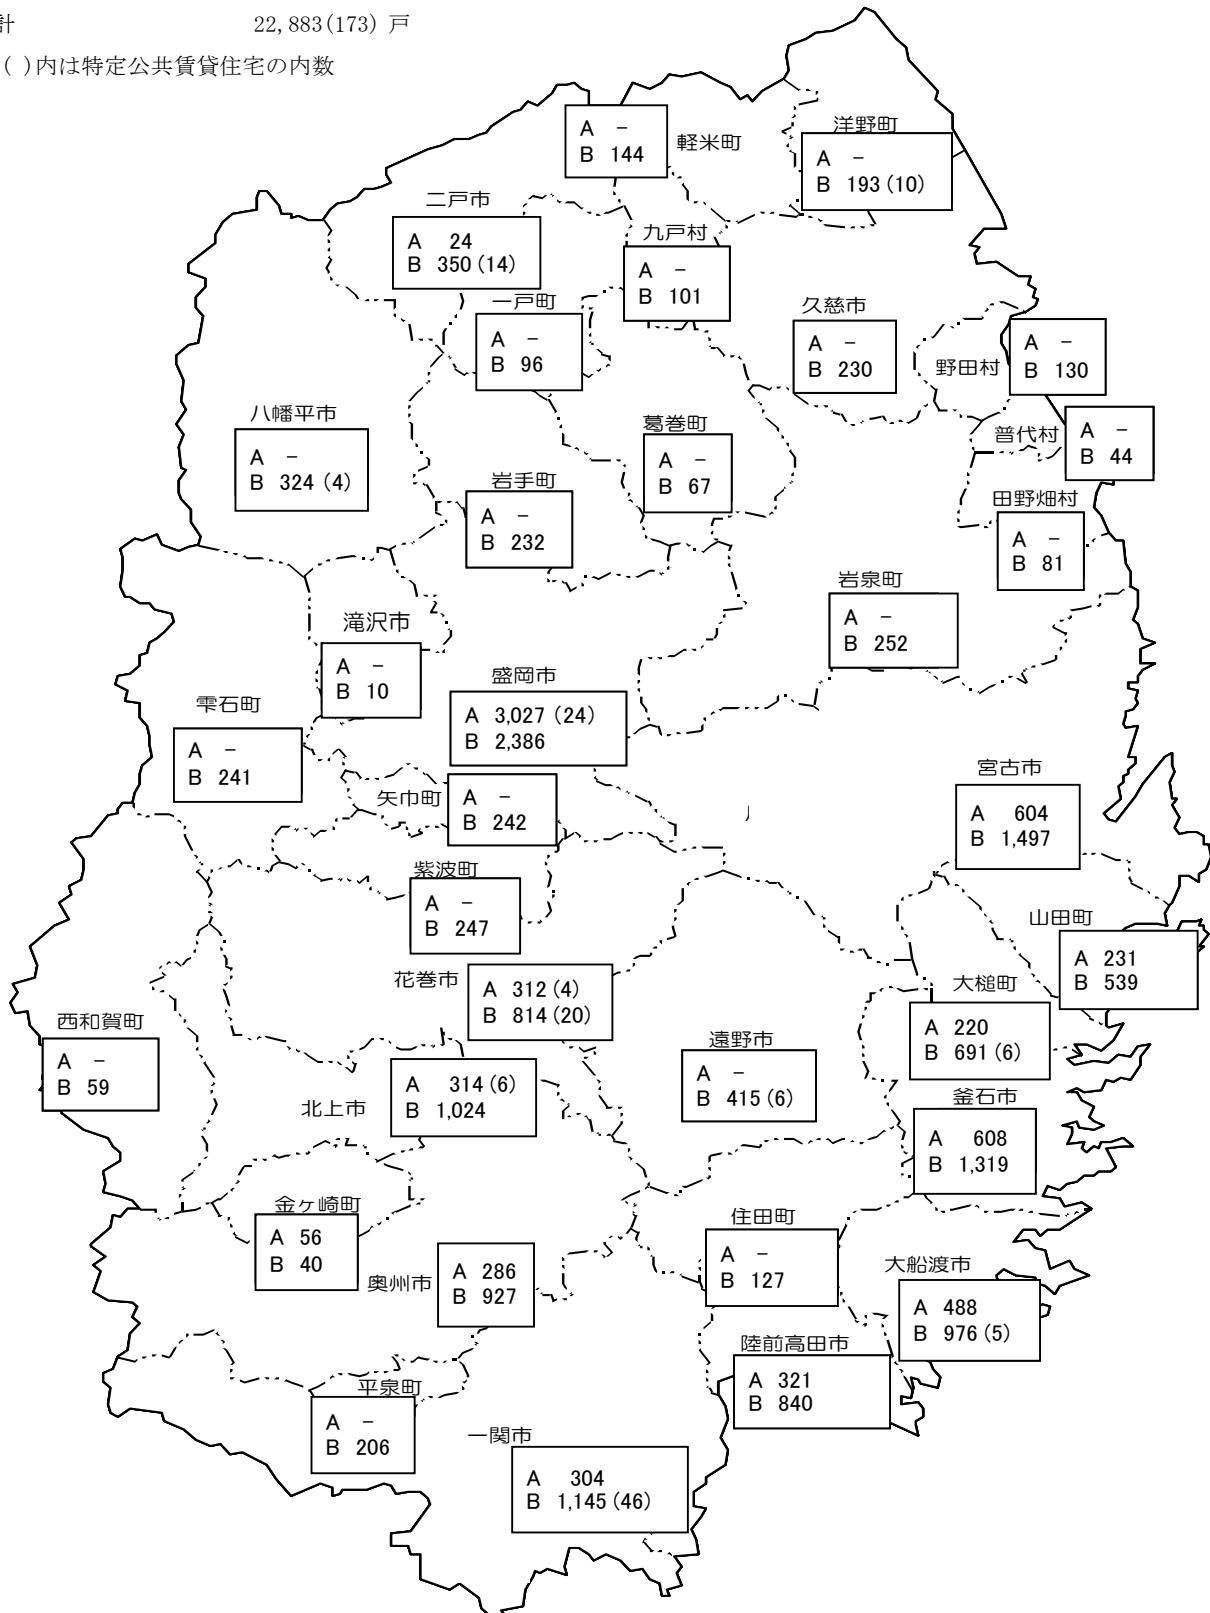 計 22,883(173) 戸
( )内は特定公共賃貸住宅の内数
軽米町
A －
B 144
洋野町
A －
B 193 (10)
二戸市
A 24
B 350 (14)
九戸村
A －
B 101
一戸町
A －
B 96
久慈市
A －
B 230
野田村
A －
B 130
八幡平市
A －
B 324 (4)
葛巻町
A －
B 67
普代村
A －
B 44
岩手町
A －
B 232
田野畑村
A －
B 81
岩泉町
A －
B 252
滝沢市
A －
B 10
盛岡市
A 3,027 (24)
B 2,386
雫石町
A －
B 241
矢巾町
A －
B 242
宮古市
A 604
B 1,497
紫波町
A －
B 247
山田町
A 231
B 539
花巻市
A 312 (4)
B 814 (20)
大槌町
A 220
B 691 (6)
西和賀町
A －
B 59
遠野市
A －
B 415 (6)
北上市
A 314 (6)
B 1,024
釜石市
A 608
B 1,319
金ヶ崎町
A 56
B 40
住田町
A －
B 127
奥州市
A 286
B 927
大船渡市
A 488
B 976 (5)
陸前高田市
A 321
B 840
平泉町
A －
B 206
一関市
A 304
B 1,145 (46)